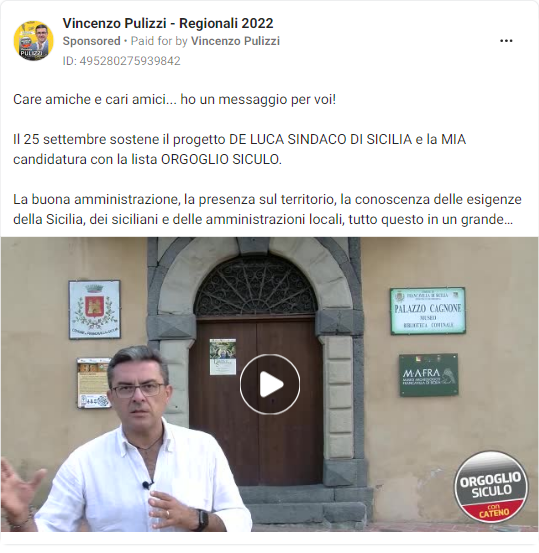 Vincenzo Pulizzi - Regionali 2022
Sponsored • Paid for by Vincenzo Pulizzi
ID: 495280275939842
Care amiche e cari amici... ho un messaggio per voi!
Il 25 settembre sostene il progetto DE LUCA SINDACO DI SICILIA e la MIA
candidatura con la lista ORGOGLIO SICULO.
La buona amministrazione, la presenza sul territorio, la conoscenza delle esigenze
della Sicilia, dei siciliani e delle amministrazioni locali, tutto questo in un grande...
PULIZZI
PALAZZO CAGNONE
MUSEO
BIBLIOTECA COMUNALE
MAFRA
ORGOGLIO
SICULO
con
CATENO